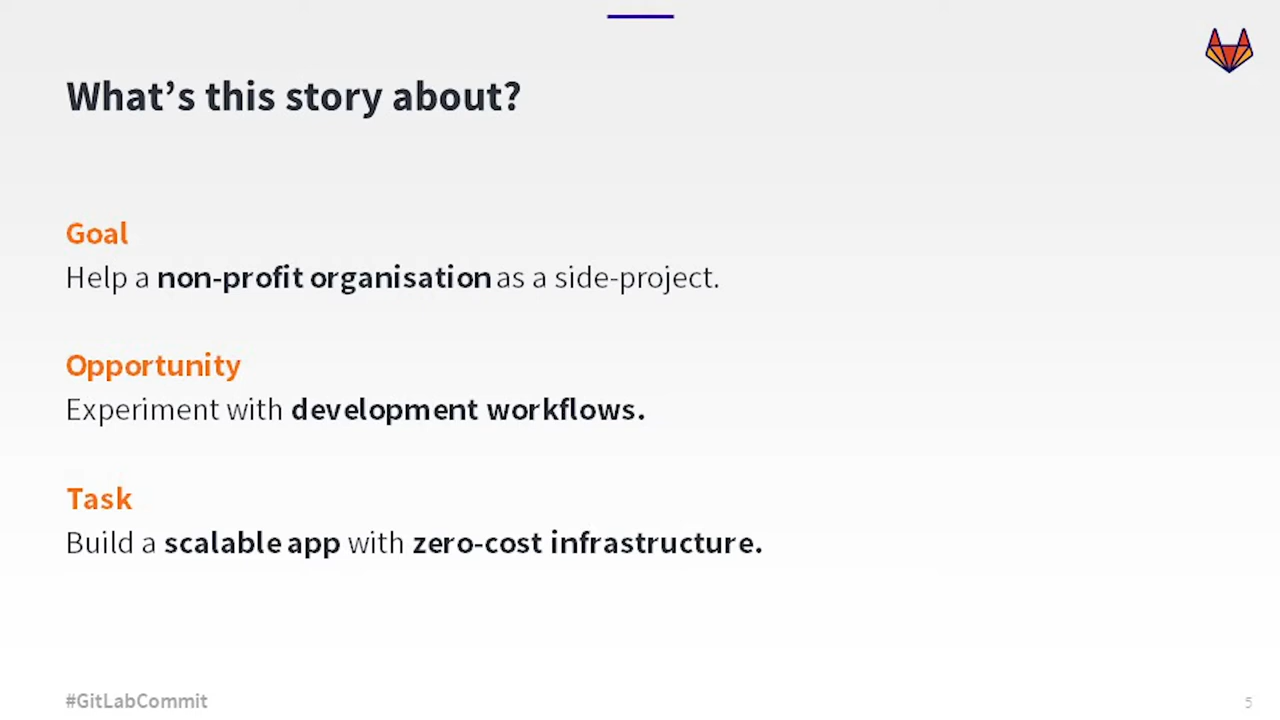 What’s this story about?
Goal
Help a non-profit organisation as a side-project.
Opportunity
Experiment with development workflows.
Task
Build a scalable app with zero-cost infrastructure.
#GitLabCommit
5